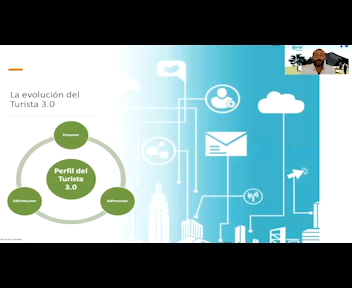 La evolución del
Turista 3.0
Prosumer
Perfil del
Turista
3.0
AdProsumer